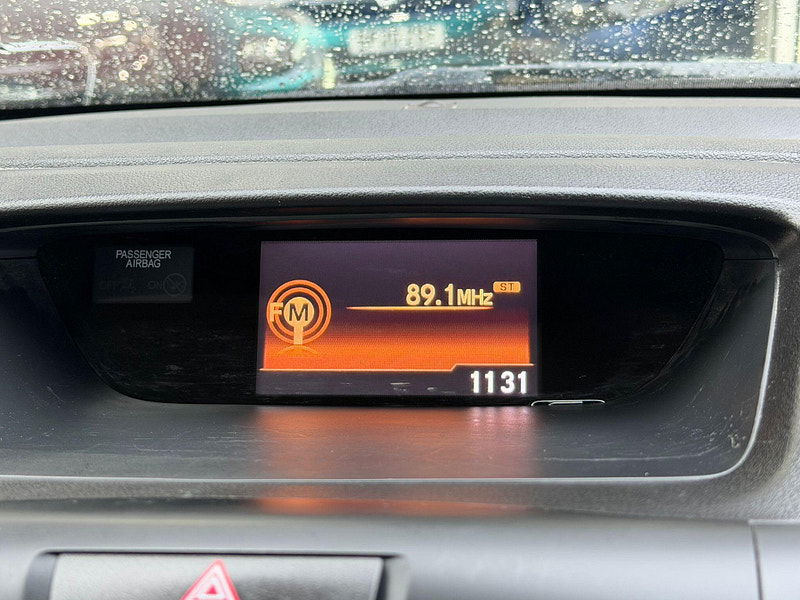 PASSENGER
AIRBAG
OFF ON
FM
89.1MHz ST
1131